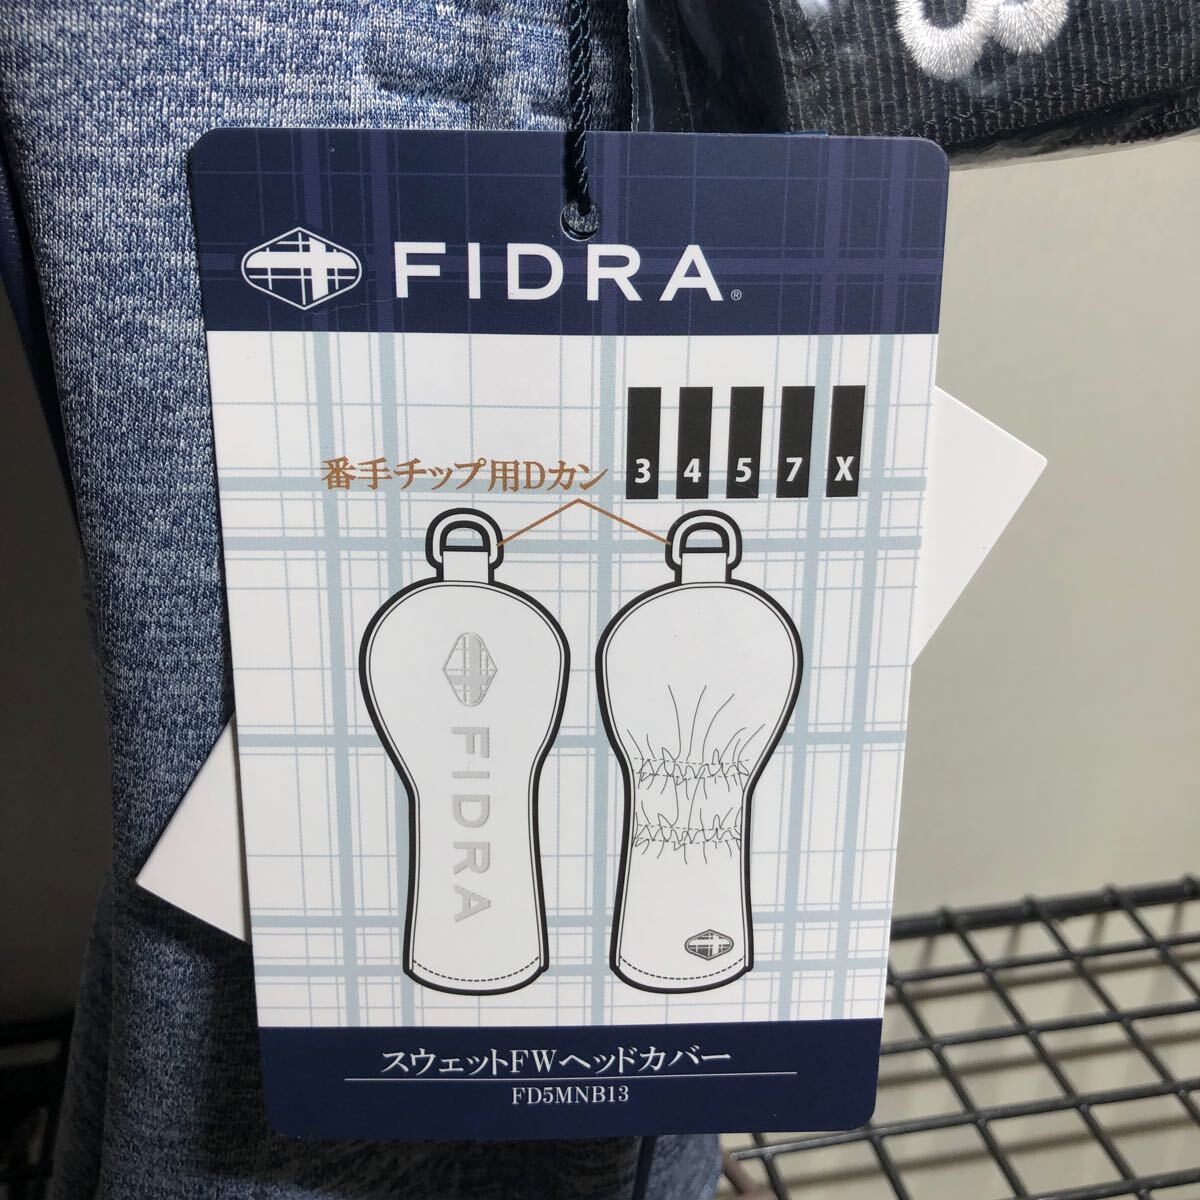 FIDRA®
番手チップ用Dカン
3 4 5 7 X
FIDRA
スウェットFWヘッドカバー
FD5MNB13